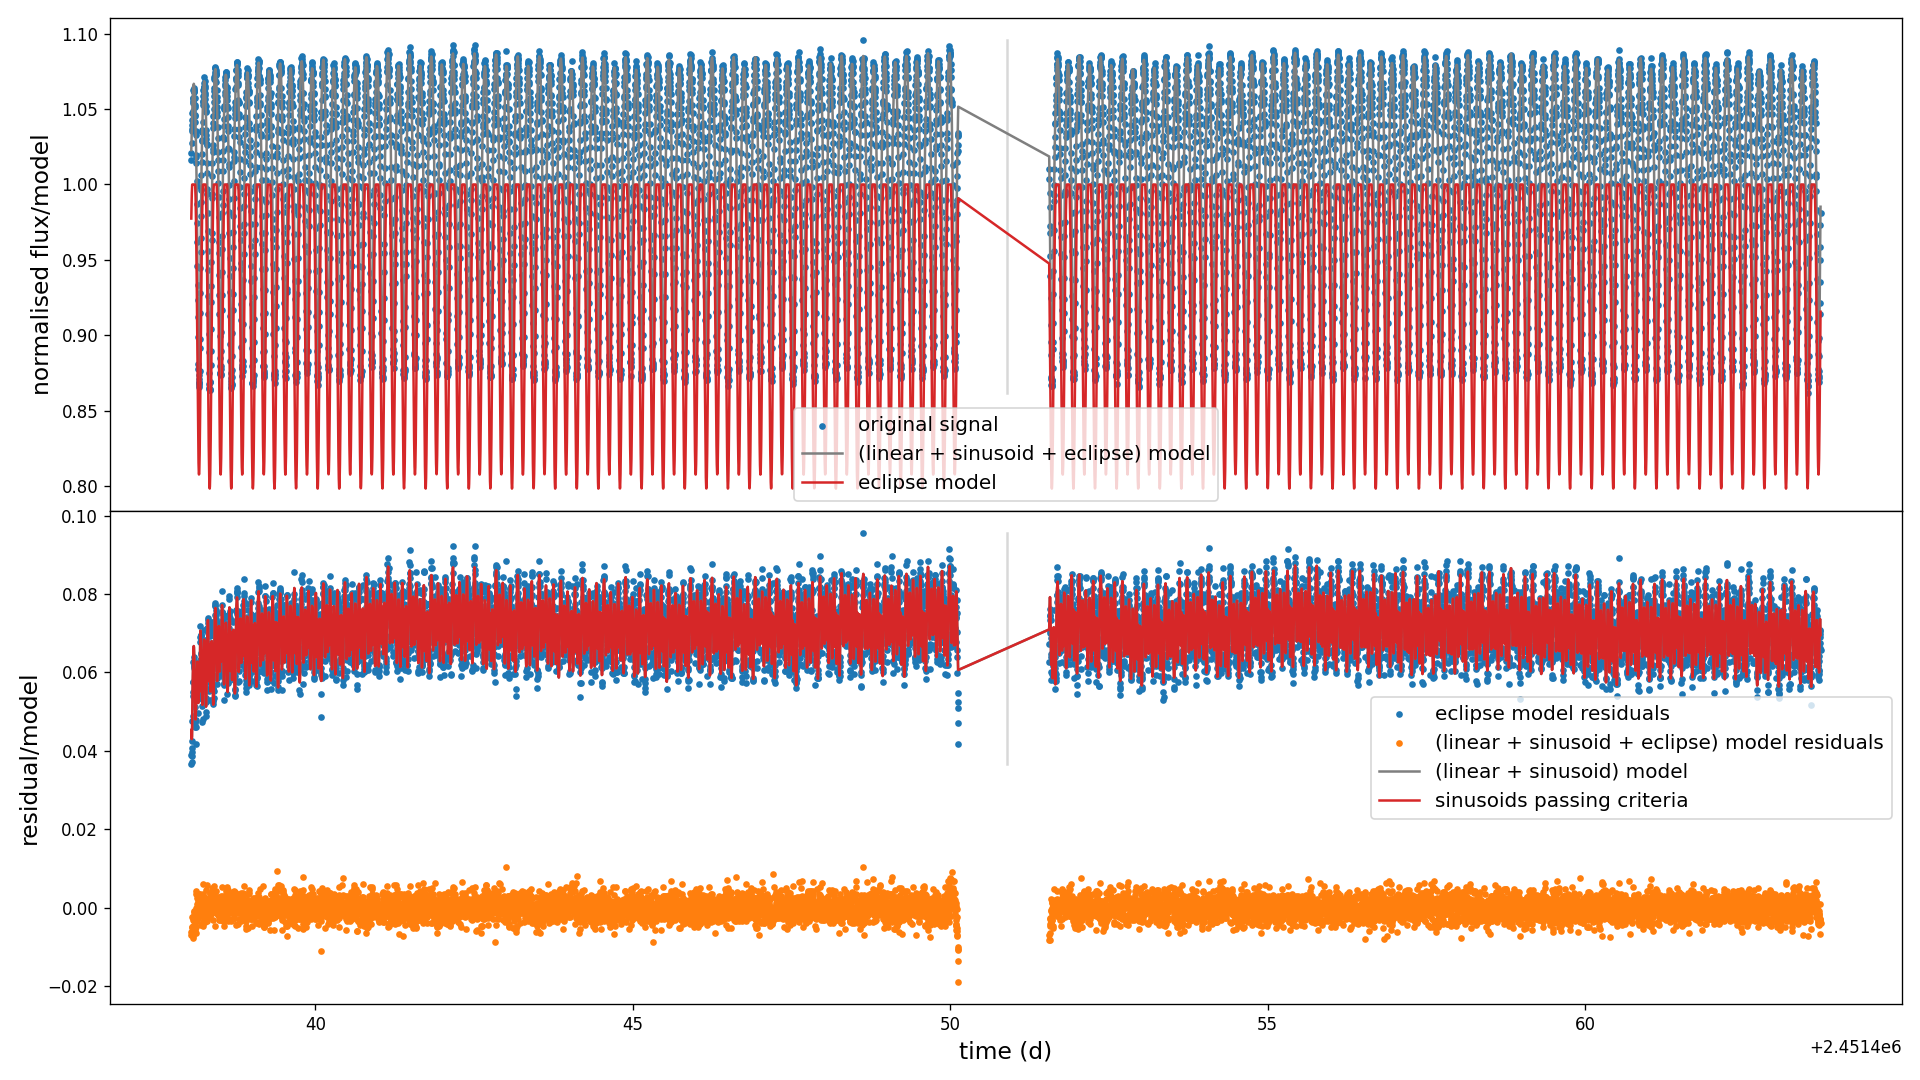 1.10
1.05
1.00
0.95
0.90
0.85
0.80
normalised flux/model
original signal
(linear + sinusoid + eclipse) model
eclipse model
0.10
0.08
0.06
0.04
0.02
0.00
−0.02
residual/model
eclipse model residuals
(linear + sinusoid + eclipse) model residuals
(linear + sinusoid) model
sinusoids passing criteria
40
45
50
55
60
time (d)
+2.4514e6